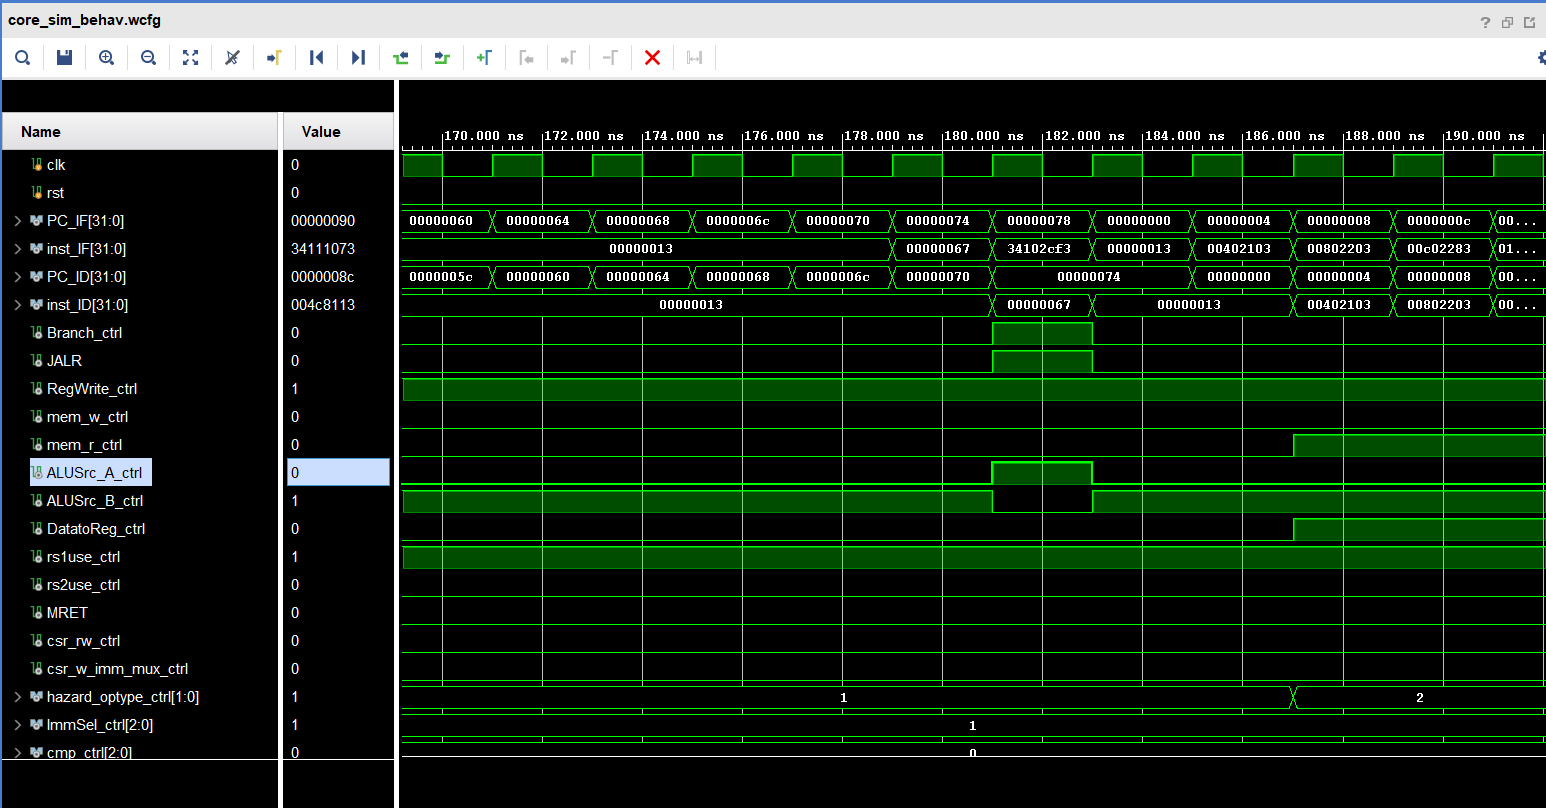 core_sim_behav.wcfg
?
Name Value
170.000 ns 172.000 ns 174.000 ns 176.000 ns 178.000 ns 180.000 ns 182.000 ns 184.000 ns 186.000 ns 188.000 ns 190.000 ns
clk 0
rst 0
PC_IF[31:0] 00000090 00000060 00000064 00000068 0000006c 00000070 00000074 00000078 00000000 00000004 00000008 0000000c 00...
inst_IF[31:0] 34111073 00000013 00000067 34102cf3 00000013 00402103 00802203 00c02283 01...
PC_ID[31:0] 0000008c 0000005c 00000060 00000064 00000068 0000006c 00000070 00000074 00000000 00000004 00000008 00...
inst_ID[31:0] 004c8113 00000013 00000067 00000013 00402103 00802203 00...
Branch_ctrl 0
JALR 0
RegWrite_ctrl 1
mem_w_ctrl 0
mem_r_ctrl 0
ALUSrc_A_ctrl 0
ALUSrc_B_ctrl 1
DatatoReg_ctrl 0
rs1use_ctrl 1
rs2use_ctrl 0
MRET 0
csr_rw_ctrl 0
csr_w_imm_mux_ctrl 0
hazard_optype_ctrl[1:0] 1 1 2
ImmSel_ctrl[2:0] 1 1
cmp_ctrl[2:0] 0 0